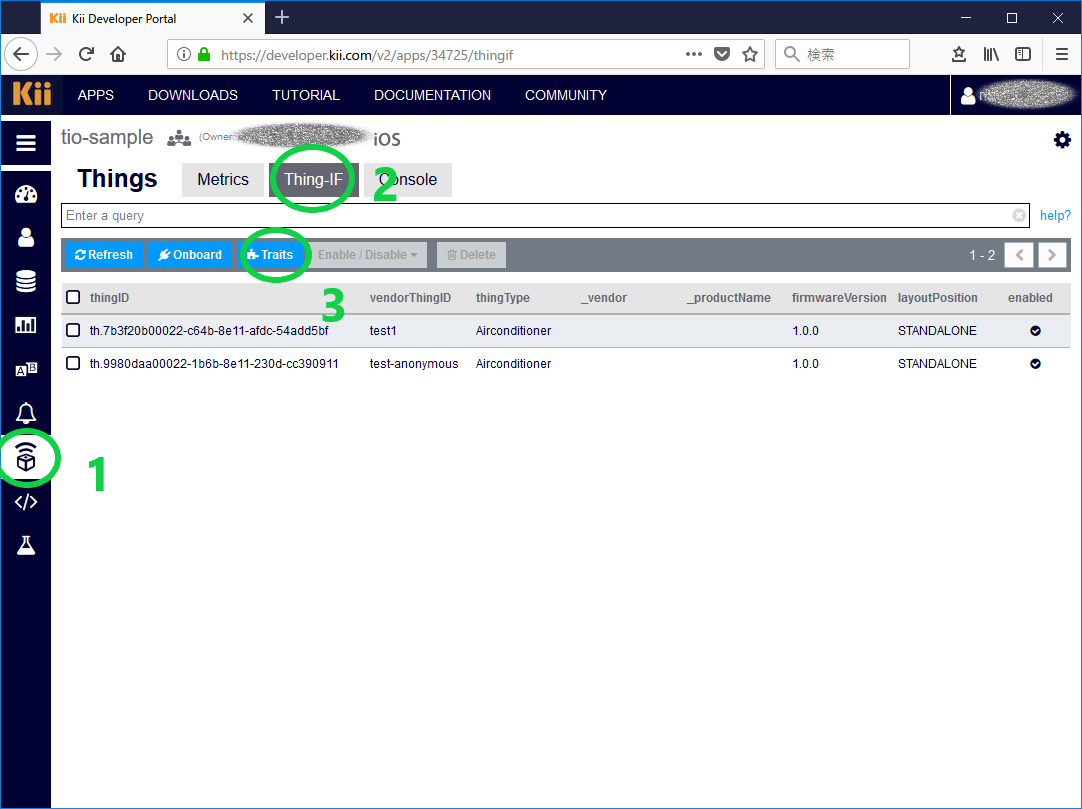 Kii Kii Developer Portal
https://developer.kii.com/v2/apps/34725/thingif
検索
Kii APPS DOWNLOADS TUTORIAL DOCUMENTATION COMMUNITY
tio-sample (Owner: iOS
Things Metrics Thing-IF Console
2
Enter a query help?
Refresh Onboard Traits Enable / Disable Delete 1 - 2
3
thingID vendorThingID thingType _vendor _productName firmwareVersion layoutPosition enabled
th.7b3f20b00022-c64b-8e11-afdc-54add5bf test1 Airconditioner 1.0.0 STANDALONE
th.9980daa00022-1b6b-8e11-230d-cc390911 test-anonymous Airconditioner 1.0.0 STANDALONE
A B
1